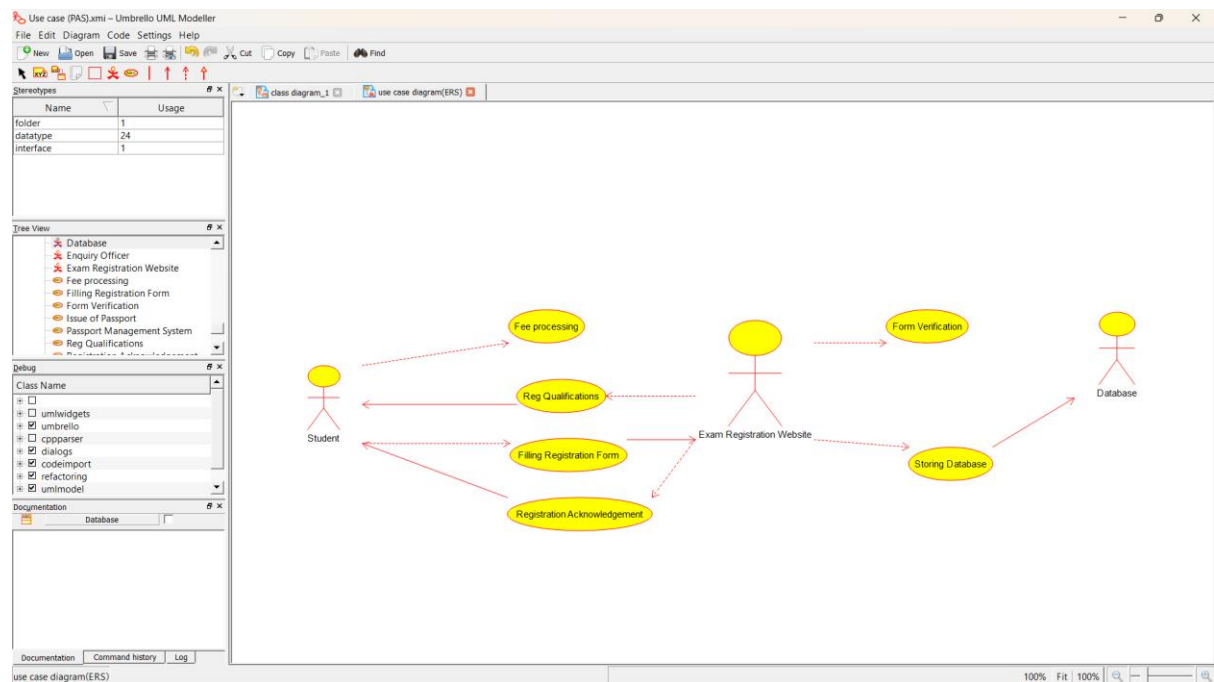 Use case (PAS).xmi – Umbrello UML Modeller
File Edit Diagram Code Settings Help
New Open Save Cut Copy Paste Find
Stereotypes
class diagram_1 use case diagram(ERS)
Name Usage
folder 1
datatype 24
interface 1
Tree View
Database
Enquiry Officer
Exam Registration Website
Fee processing
Filling Registration Form
Form Verification
Issue of Passport
Passport Management System
Reg Qualifications
Registration Acknowledgement
Debug
Class Name
umlwidgets
umbrello
cppparser
dialogs
codeimport
refactoring
umlmodel
Documentation
Database
Documentation Command history Log
use case diagram(ERS)
Fee processing
Form Verification
Reg Qualifications
Database
Student
Exam Registration Website
Filling Registration Form
Storing Database
Registration Acknowledgement
100% Fit 100%